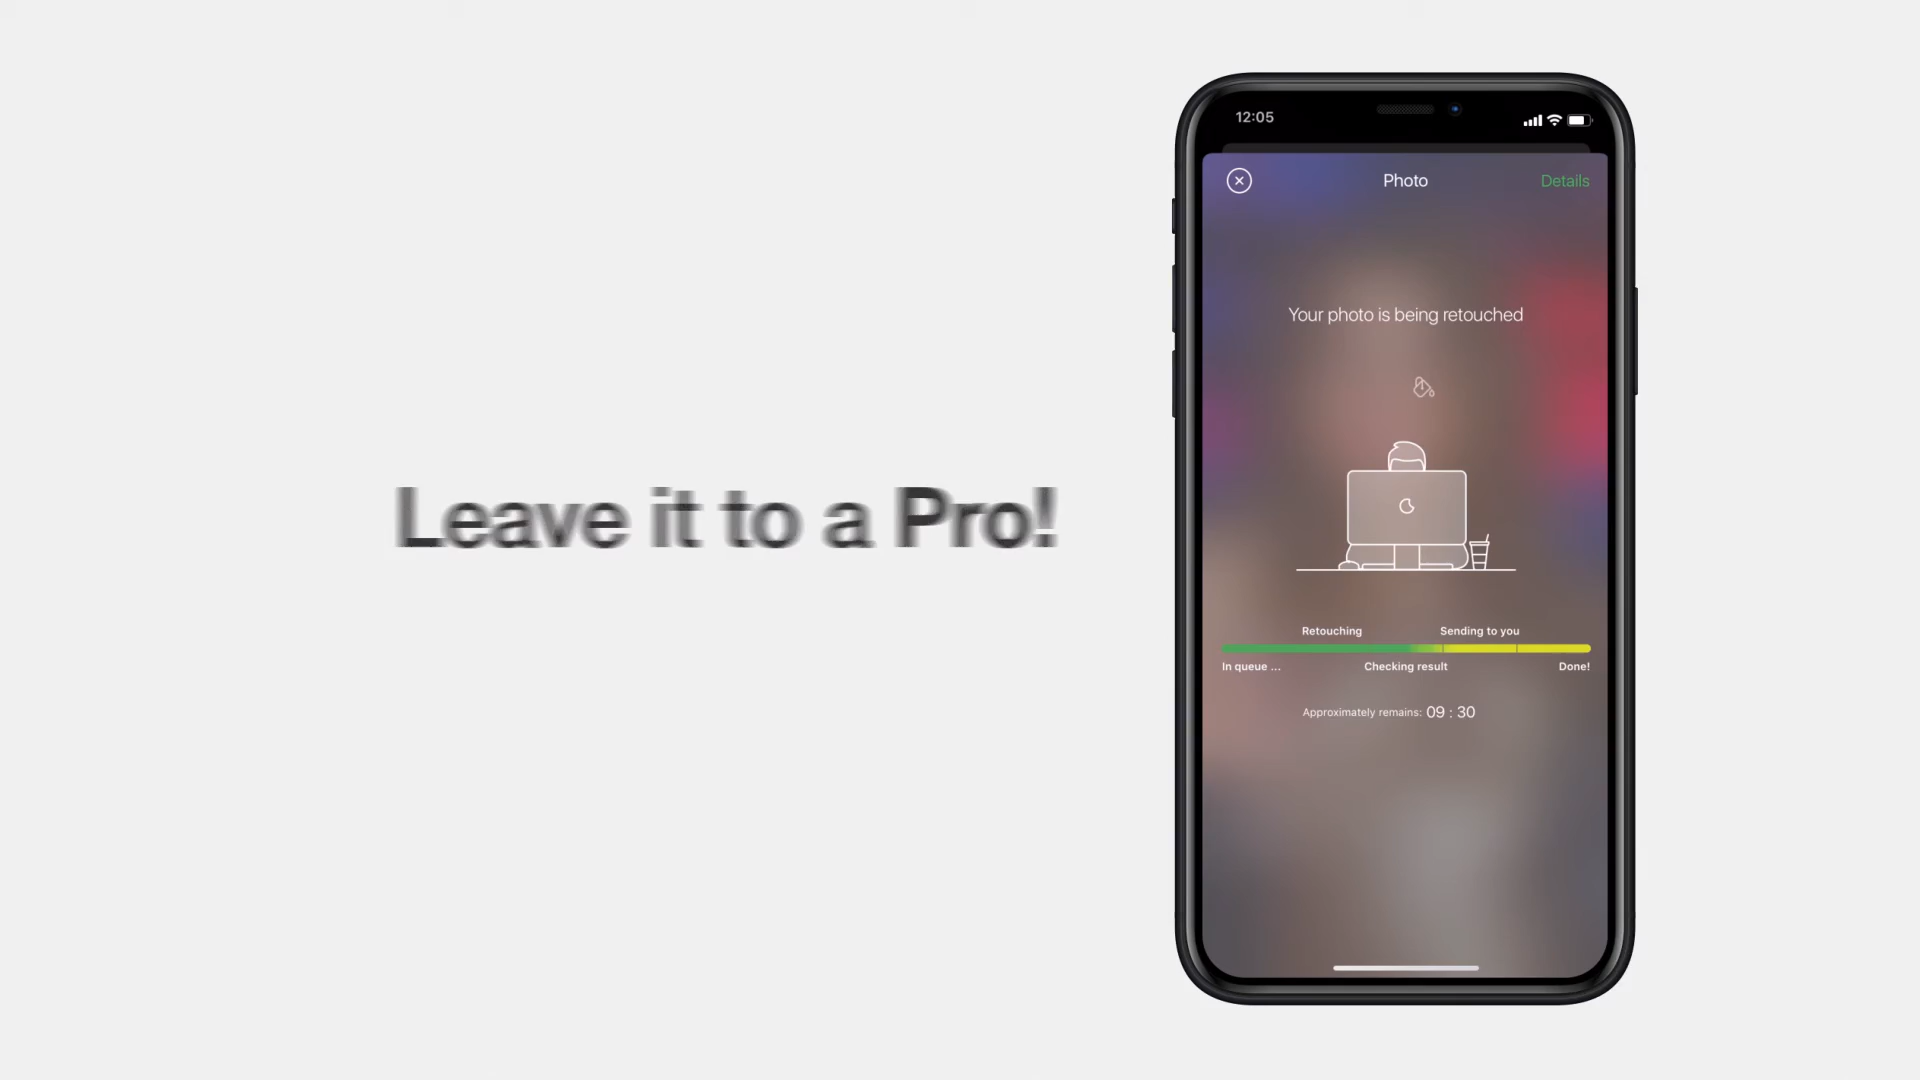 12:05
Photo
Details
Your photo is being retouched
Leave it to a Pro!
Retouching
Sending to you
In queue ...
Checking result
Done!
Approximately remains: 09 : 30